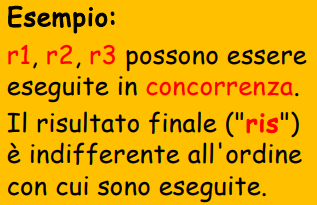 Esempio:
r1, r2, r3 possono essere
eseguite in concorrenza.
Il risultato finale ("ris")
è indifferente all'ordine
con cui sono eseguite.